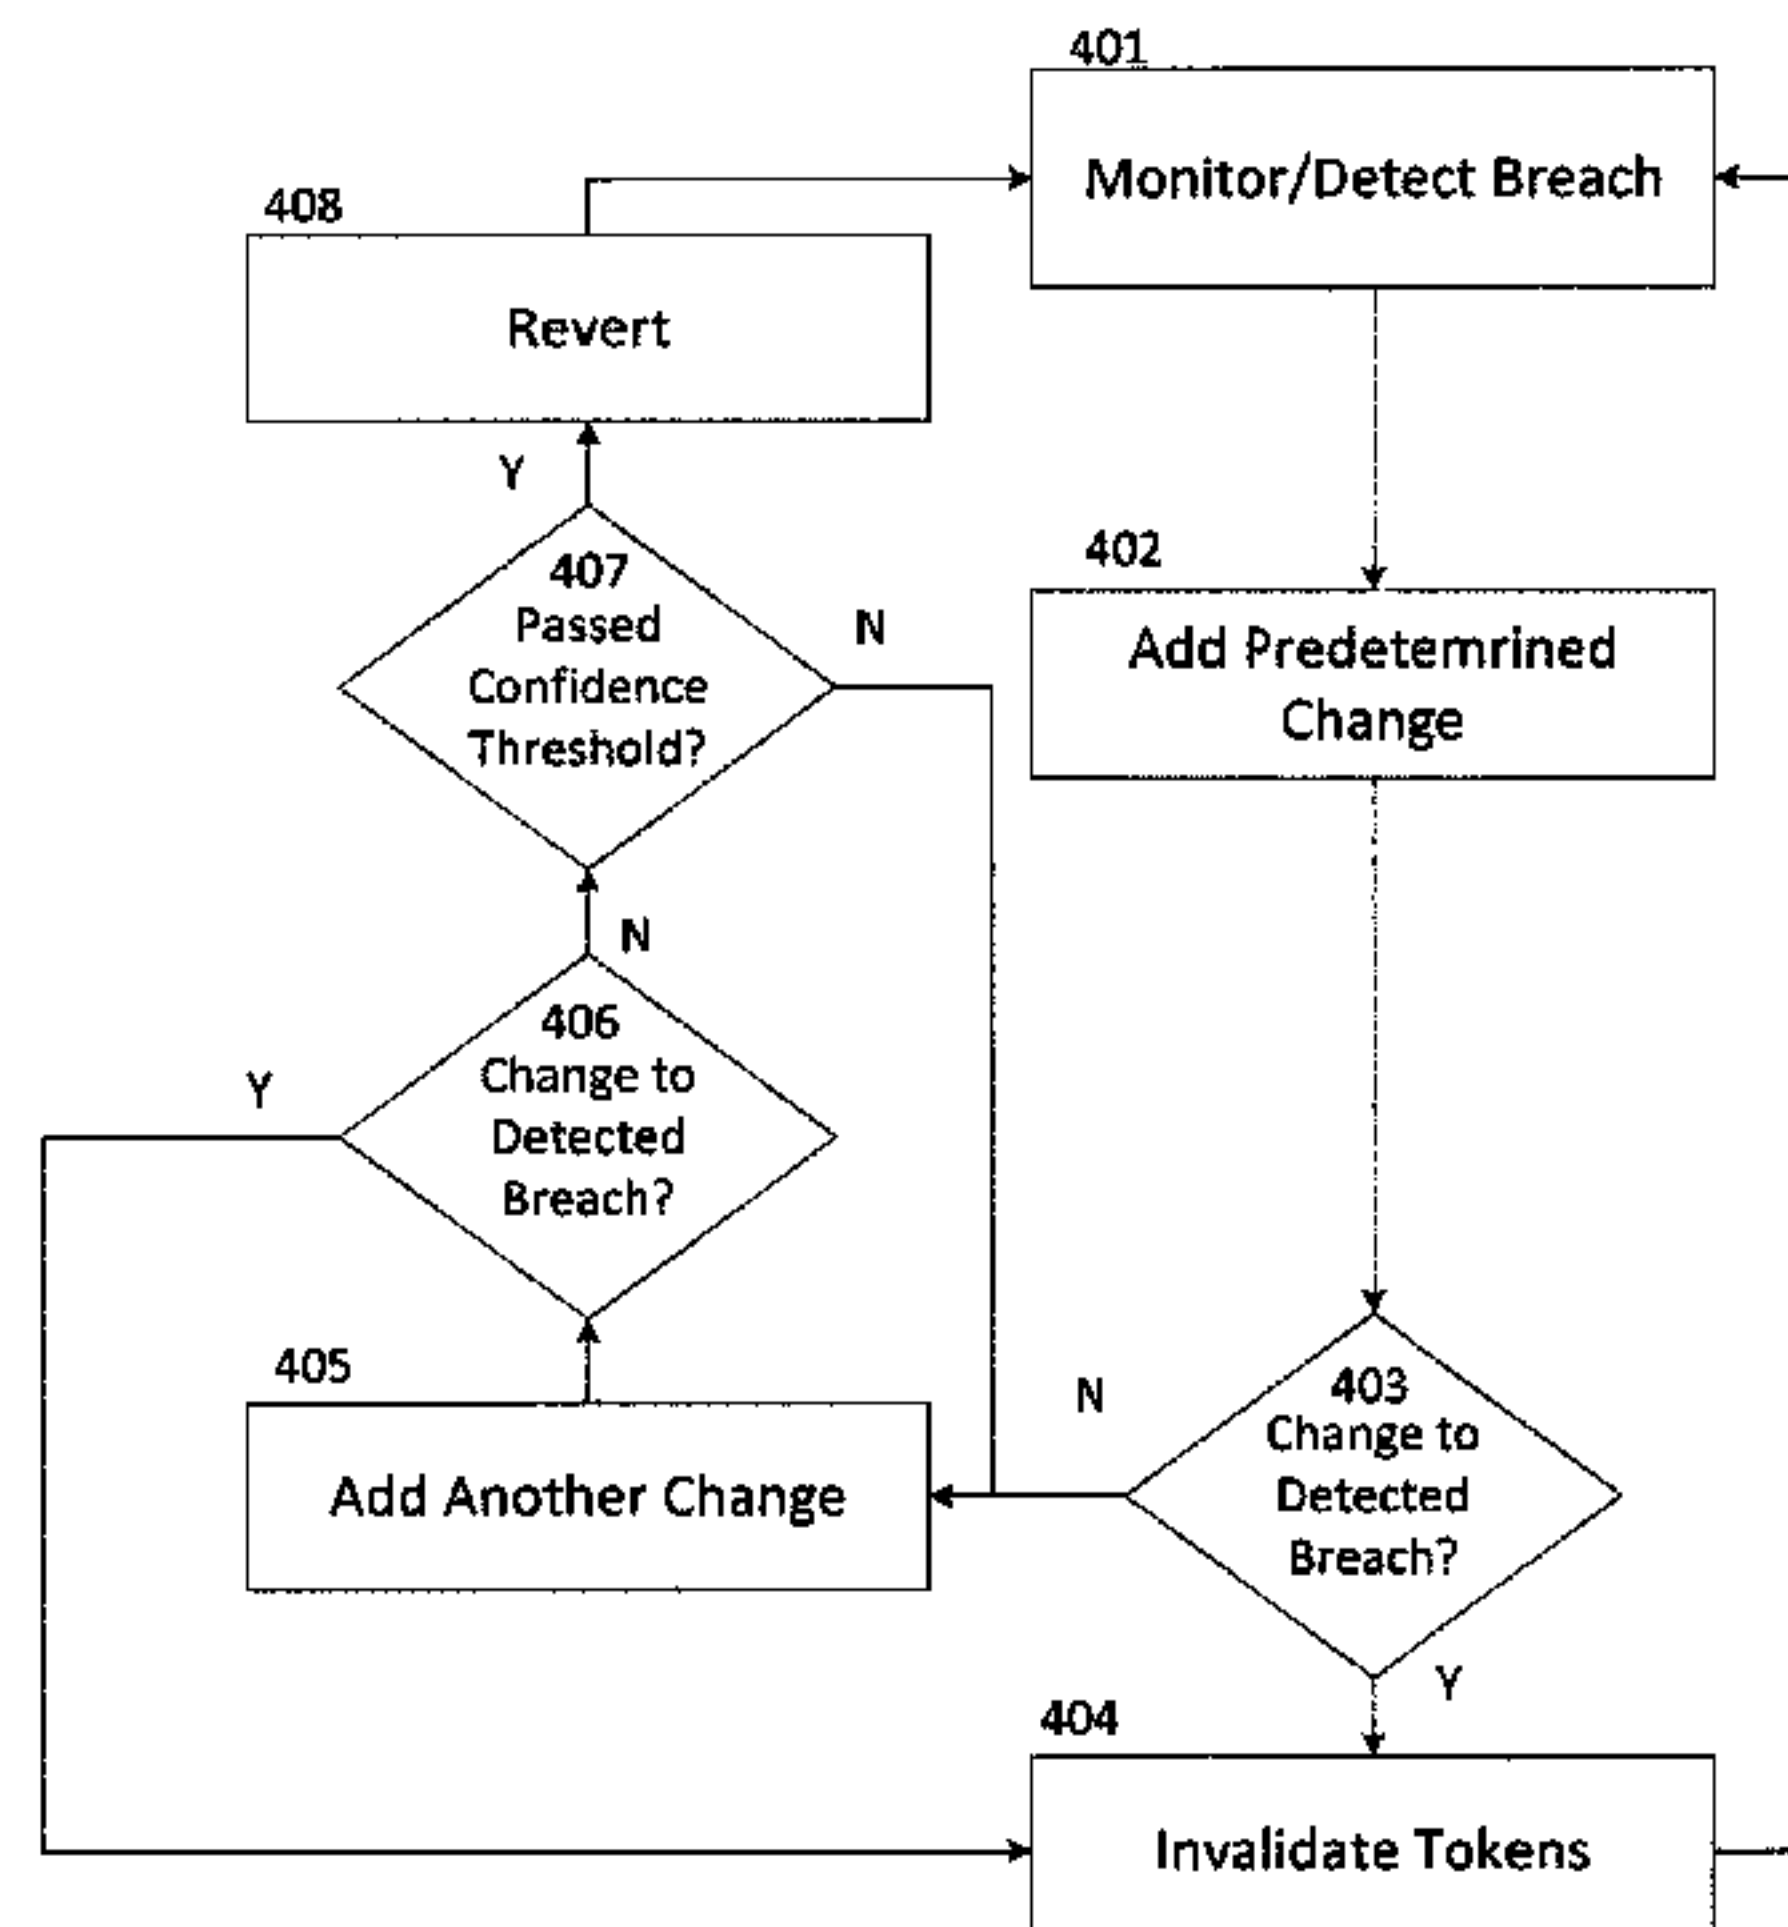 401
Monitor/Detect Breach
408
Revert
Y
407
Passed
Confidence
Threshold?
N
402
Add Predetemrined
Change
N
406
Change to
Detected
Breach?
Y
405
Add Another Change
N
403
Change to
Detected
Breach?
Y
404
Invalidate Tokens